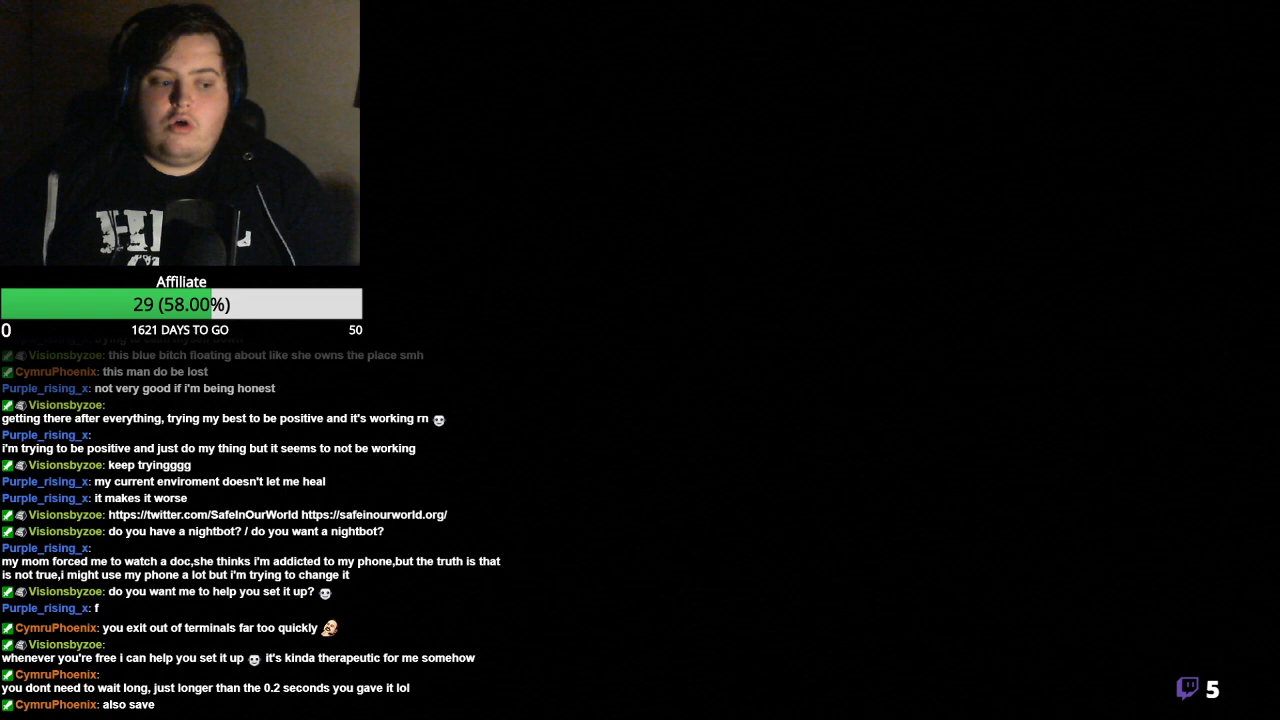 Affiliate
29 (58.00%)
0 1621 DAYS TO GO 50
trying to calm myself down
Visionsbyzoe: this blue bitch floating about like she owns the place smh
CymruPhoenix: this man do be lost
Purple_rising_x: not very good if i'm being honest
Visionsbyzoe:
getting there after everything, trying my best to be positive and it's working rn
Purple_rising_x:
i'm trying to be positive and just do my thing but it seems to not be working
Visionsbyzoe: keep tryingggg
Purple_rising_x: my current enviroment doesn't let me heal
Purple_rising_x: it makes it worse
Visionsbyzoe: https://twitter.com/SafeInOurWorld https://safeinourworld.org/
Visionsbyzoe: do you have a nightbot? / do you want a nightbot?
Purple_rising_x:
my mom forced me to watch a doc,she thinks i'm addicted to my phone,but the truth is that
is not true,i might use my phone a lot but i'm trying to change it
Visionsbyzoe: do you want me to help you set it up?
Purple_rising_x: f
CymruPhoenix: you exit out of terminals far too quickly
Visionsbyzoe:
whenever you're free i can help you set it up it's kinda therapeutic for me somehow
CymruPhoenix:
you dont need to wait long, just longer than the 0.2 seconds you gave it lol
CymruPhoenix: also save
5